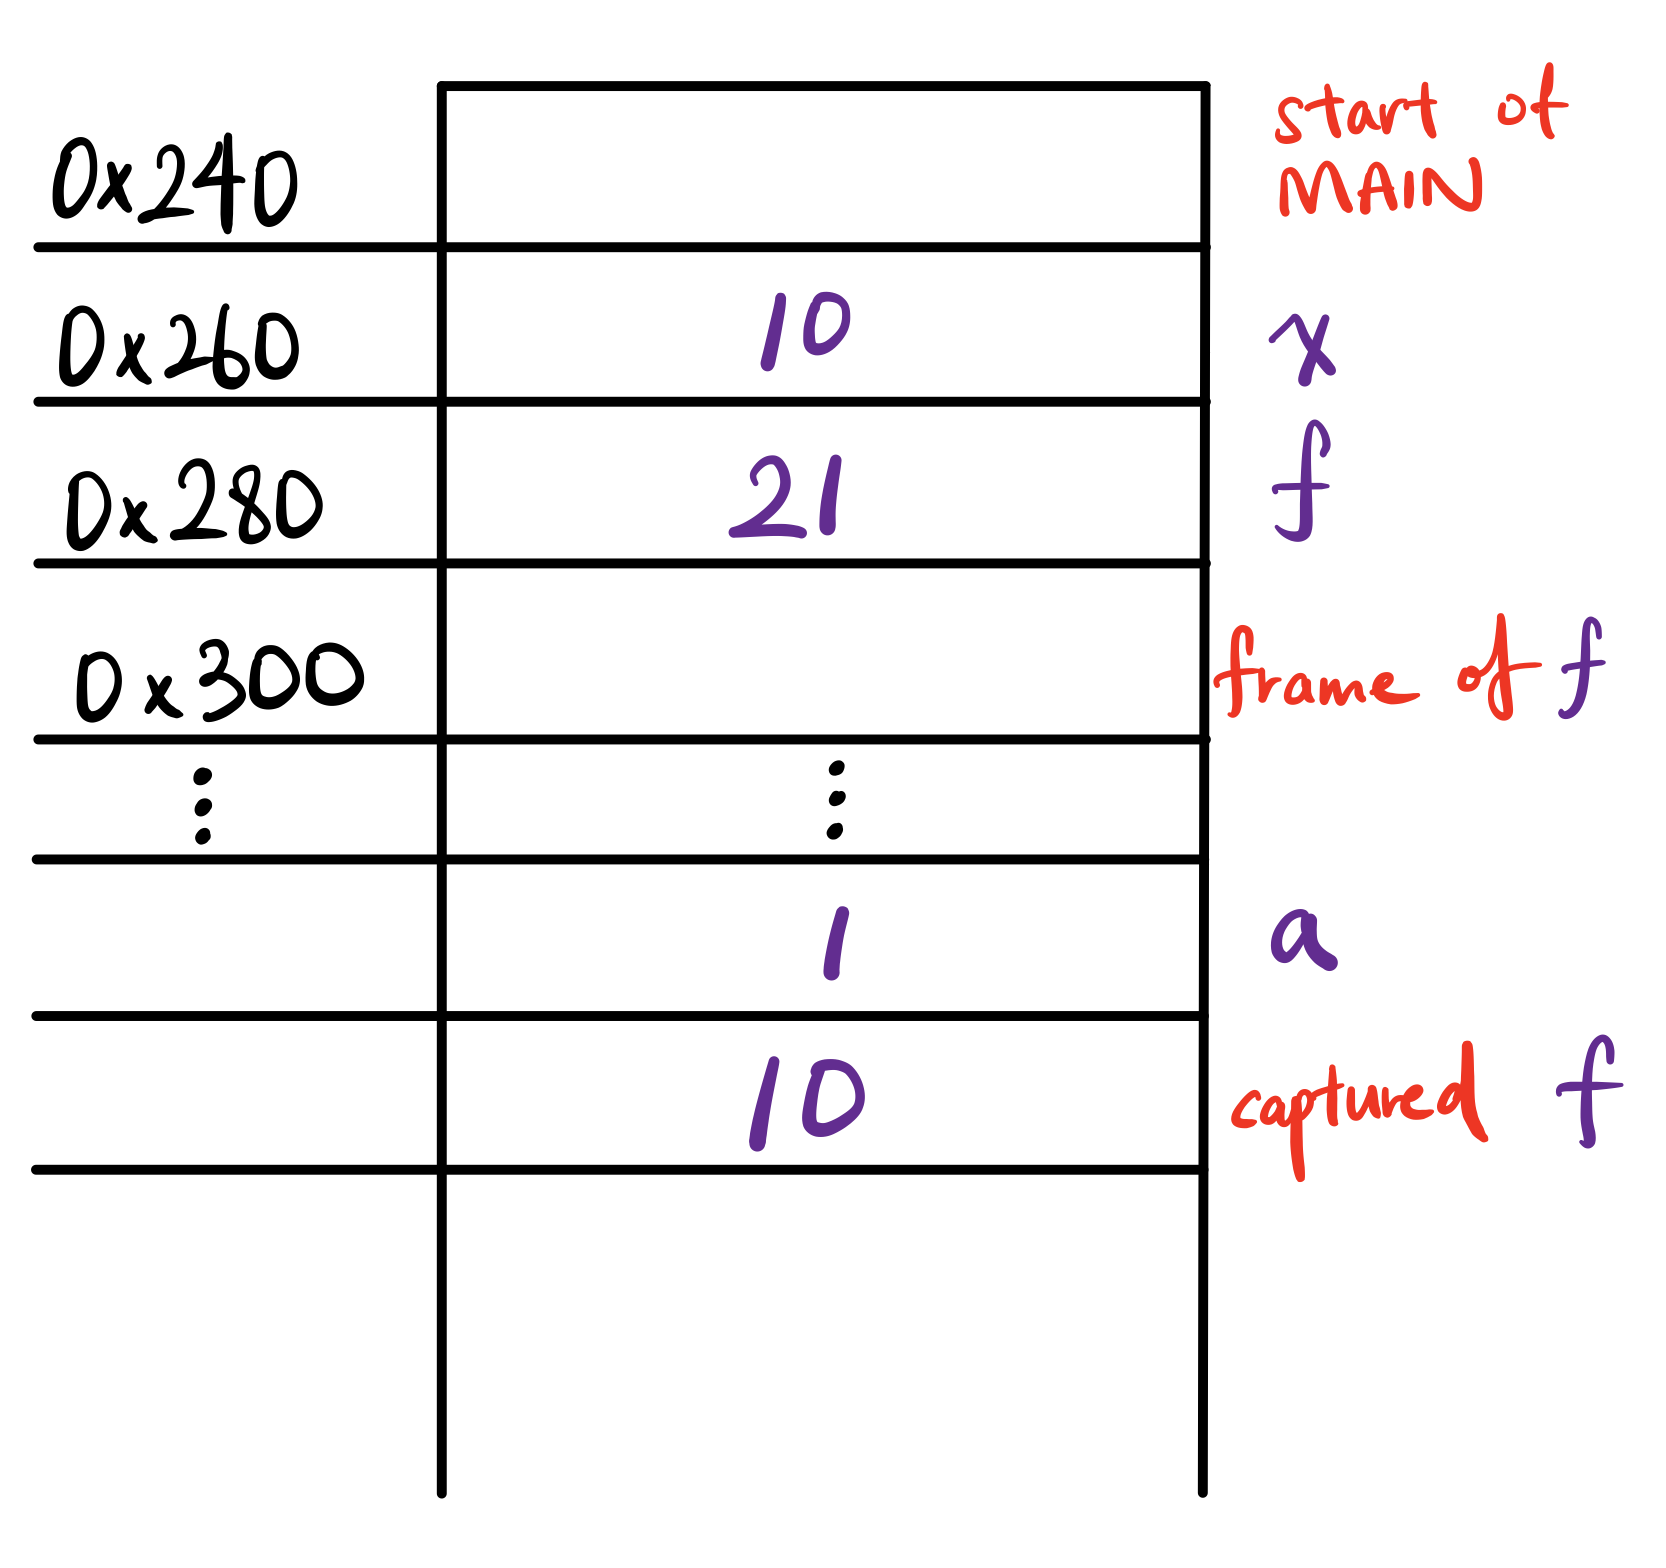 start of
MAIN
0x240
0x260 10 x
0x280 21 f
0x300 frame of f
⋮ ⋮
1 a
10 captured f